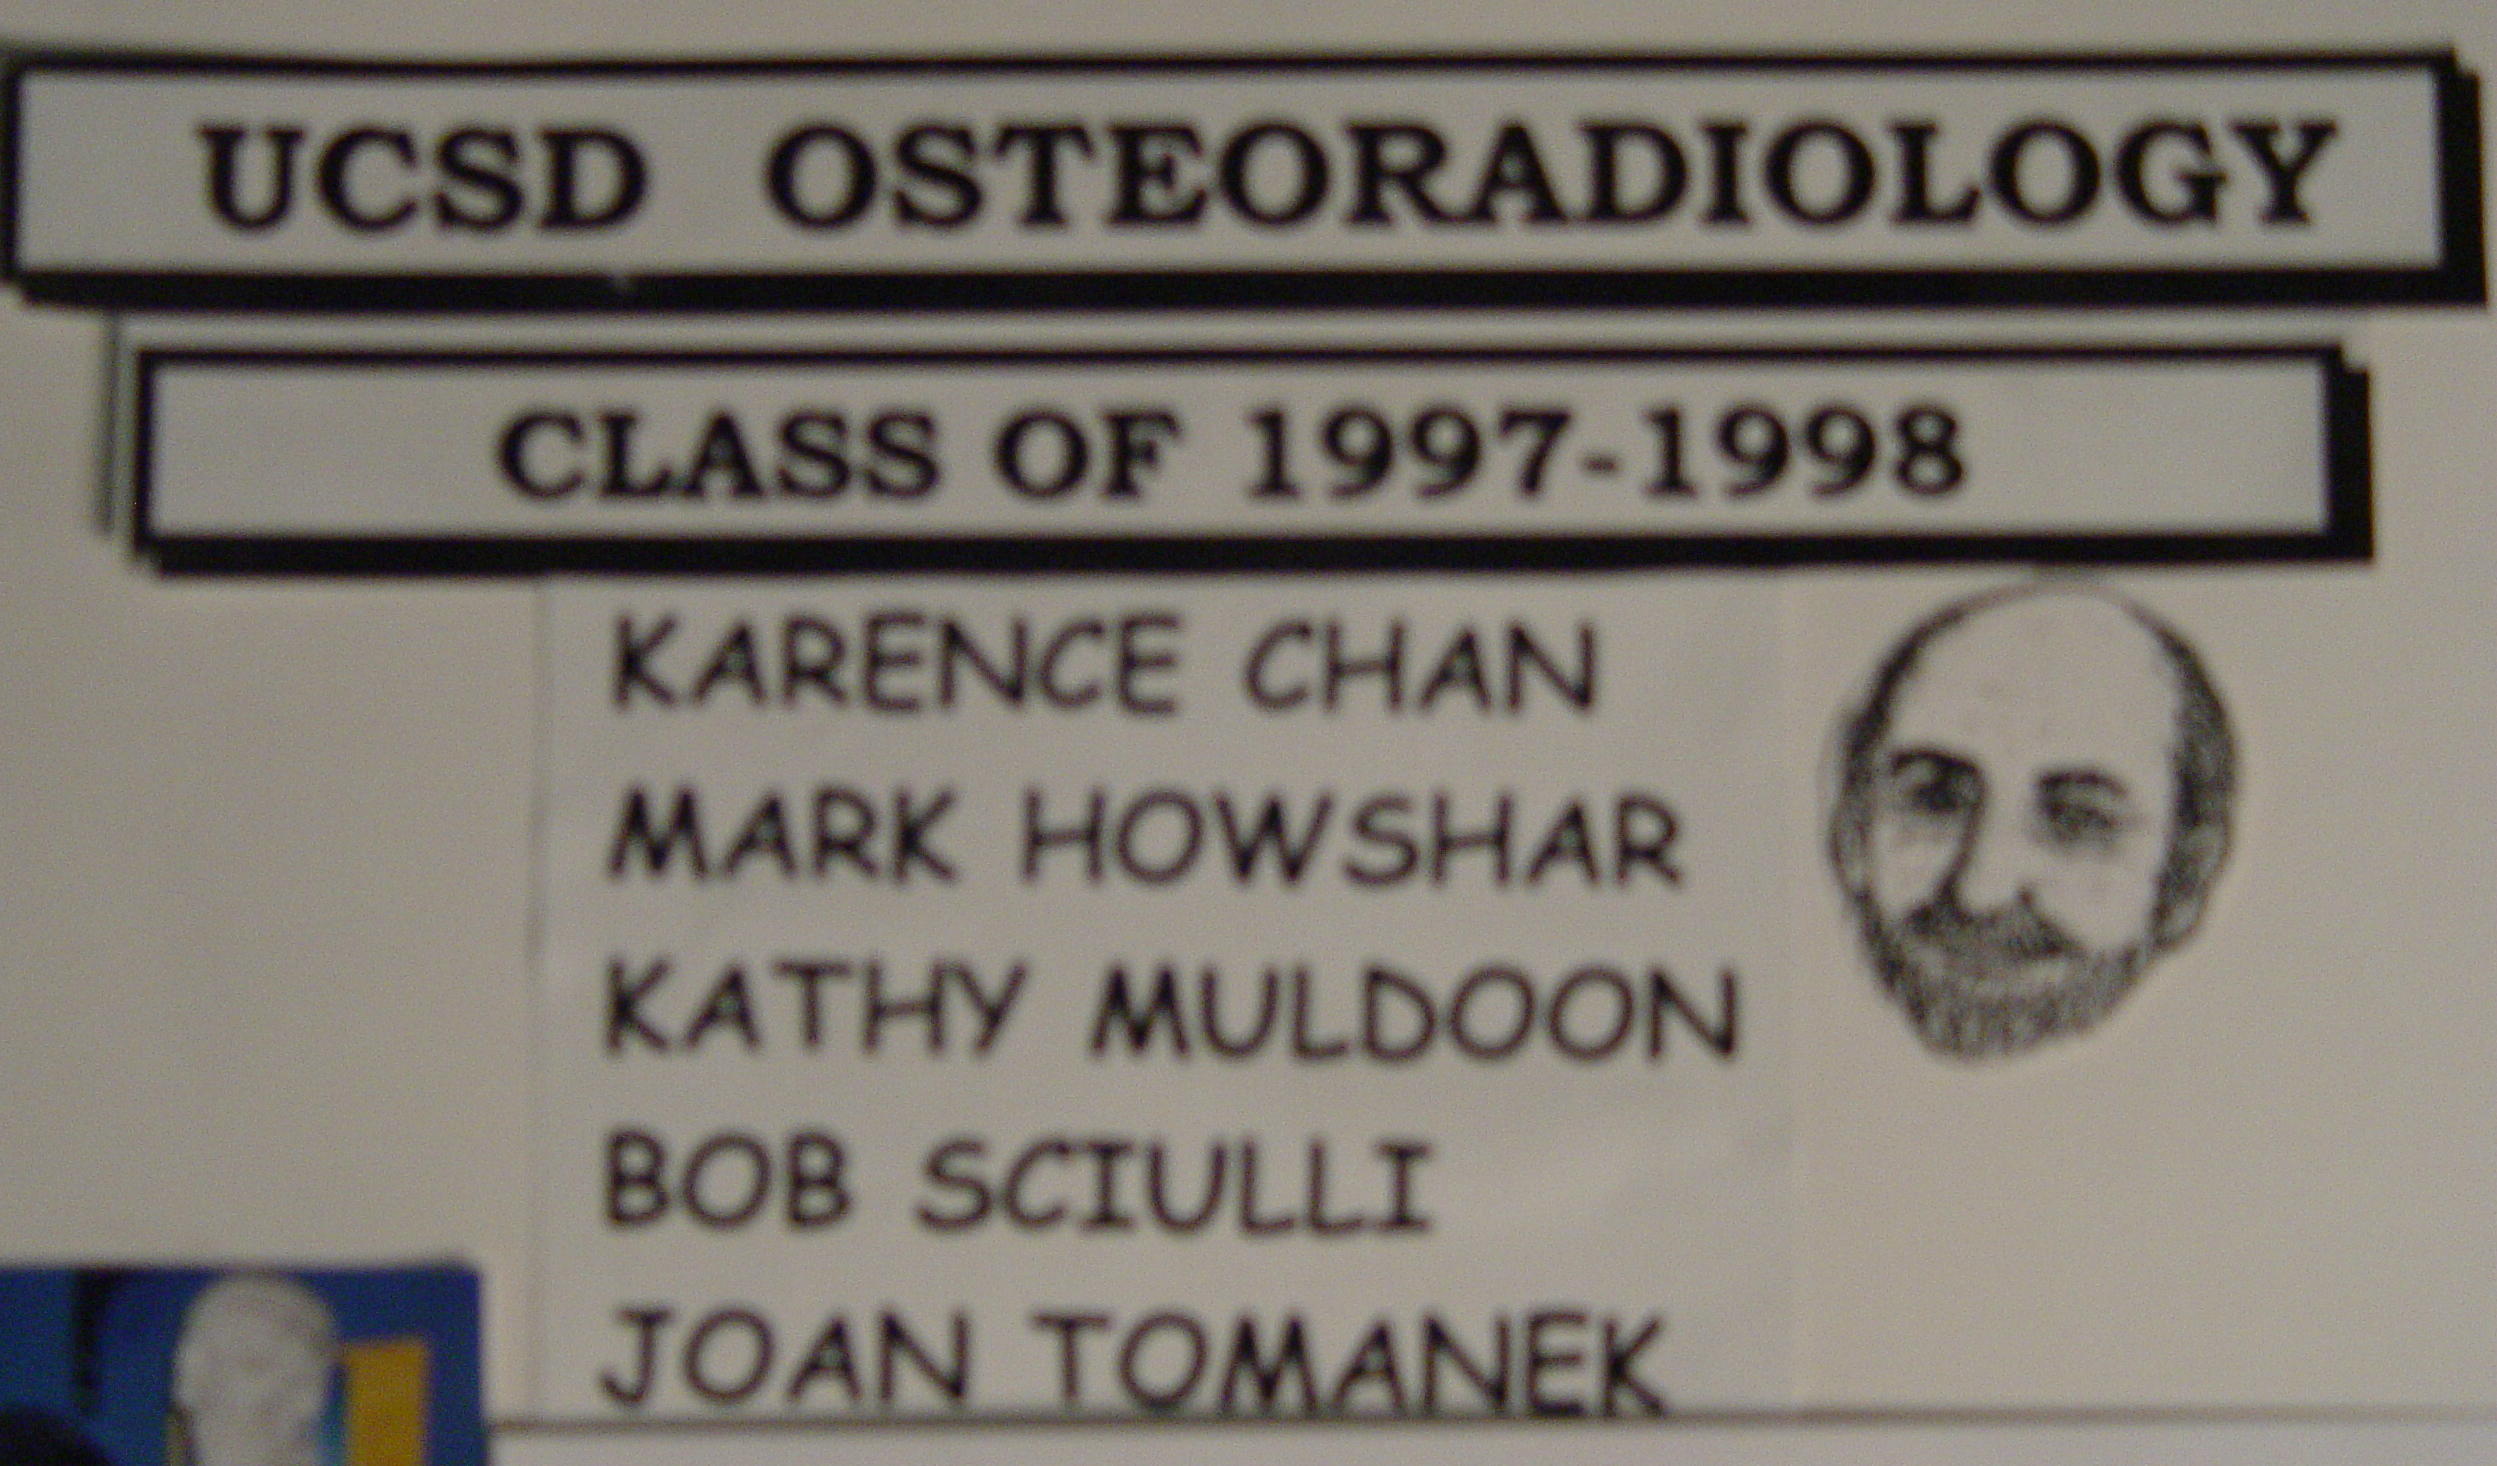 UCSD OSTEORADIOLOGY
CLASS OF 1997-1998
KARENCE CHAN
MARK HOWSHAR
KATHY MULDOON
BOB SCIULLI
JOAN TOMANEK